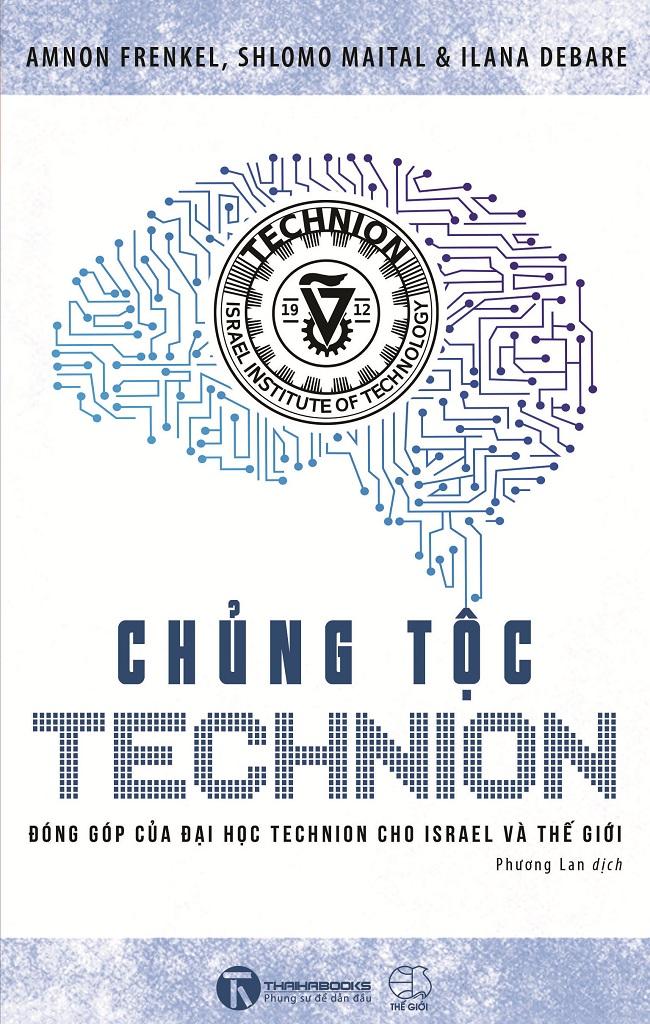 AMNON FRENKEL, SHLOMO MAITAL & ILANA DEBARE
TECHNION
19 12
ISRAEL INSTITUTE OF TECHNOLOGY
CHỦNG TỘC
TECHNION
ĐÓNG GÓP CỦA ĐẠI HỌC TECHNION CHO ISRAEL VÀ THẾ GIỚI
Phương Lan dịch
THAIHABOOKS
Phụng sự để dẫn đầu
THẾ GIỚI